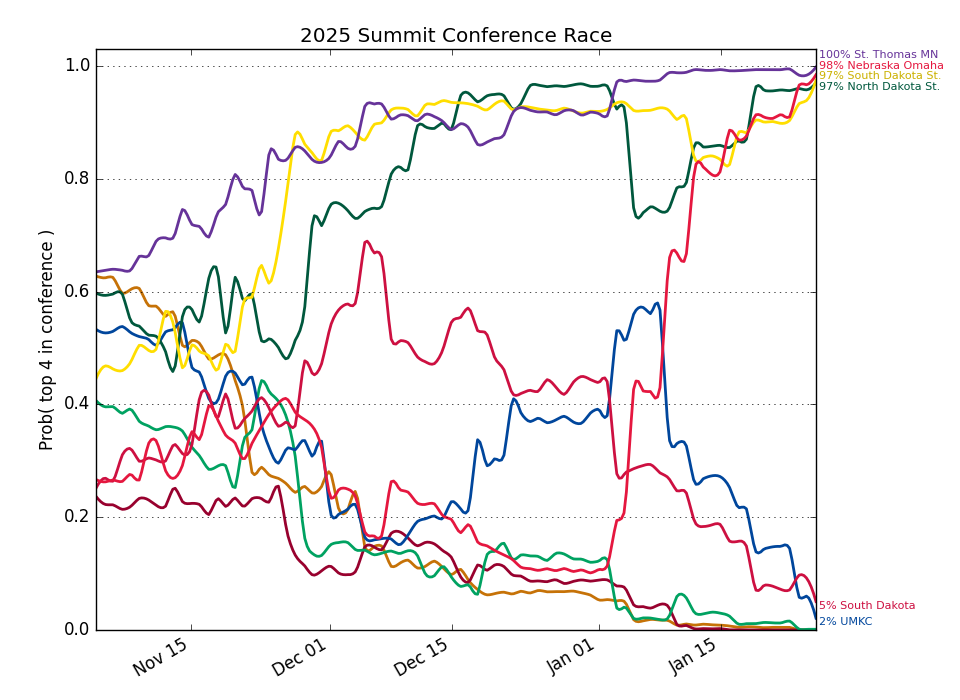 2025 Summit Conference Race
Prob( top 4 in conference )
1.0
0.8
0.6
0.4
0.2
0.0
Nov 15
Dec 01
Dec 15
Jan 01
Jan 15
100% St. Thomas MN
98% Nebraska Omaha
97% South Dakota St.
97% North Dakota St.
5% South Dakota
2% UMKC